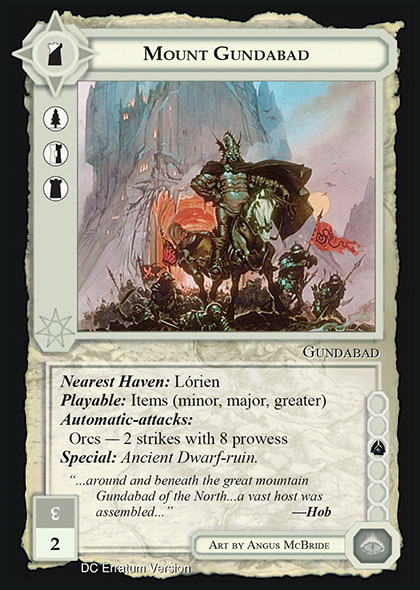 MOUNT GUNDABAD
GUNDABAD
Nearest Haven: Lórien
Playable: Items (minor, major, greater)
Automatic-attacks:
Orcs — 2 strikes with 8 prowess
Special: Ancient Dwarf-ruin.
“...around and beneath the great mountain
Gundabad of the North...a vast host was
assembled...” —Hob
ε
2
ART BY ANGUS MCBRIDE
DC Erratum Version